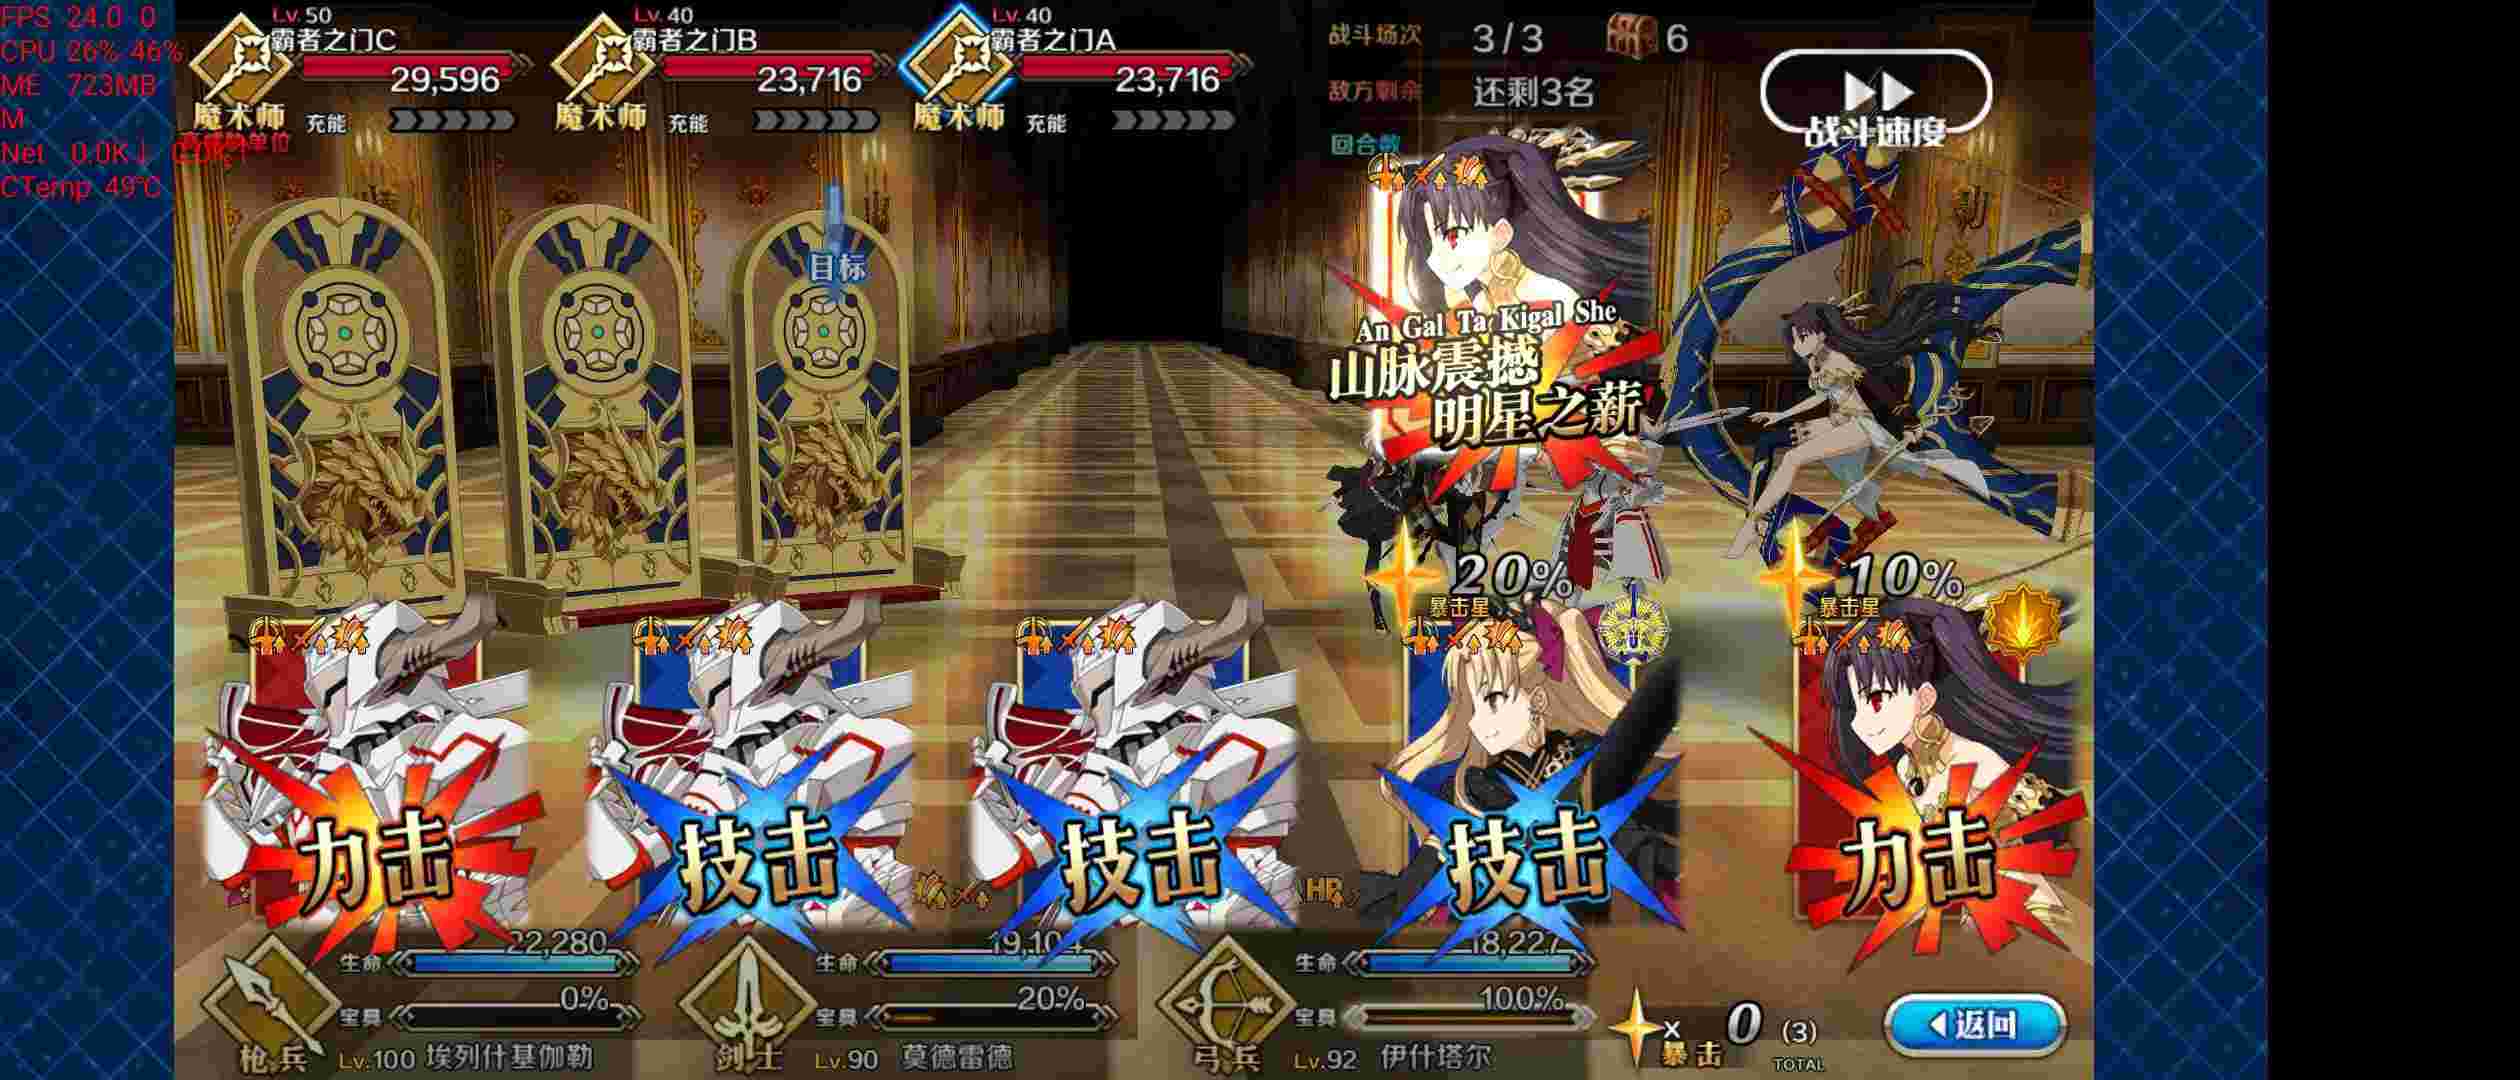 FPS 24.0 0
CPU 26% 46%
ME 723MB
M
Net 0.0K↓
CTemp 49℃
Lv.50
霸者之门C
29,596
魔术师 充能
Lv.40
霸者之门B
23,716
魔术师 充能
Lv.40
霸者之门A
23,716
魔术师 充能
战斗场次 3/3 6
敌方剩余 还剩3名
回合数
战斗速度
目标
An Gal Ta Kigal She
山脉震撼
明星之薪
20%
暴击星
10%
暴击星
力击
技击
技击
技击
力击
生命 22,280
宝具 0%
枪兵 Lv.100 埃列什基伽勒
生命 19,104
宝具 20%
剑士 Lv.90 莫德雷德
生命 18,227
宝具 100%
弓兵 Lv.92 伊什塔尔
x 0 (3)
暴击 TOTAL
返回